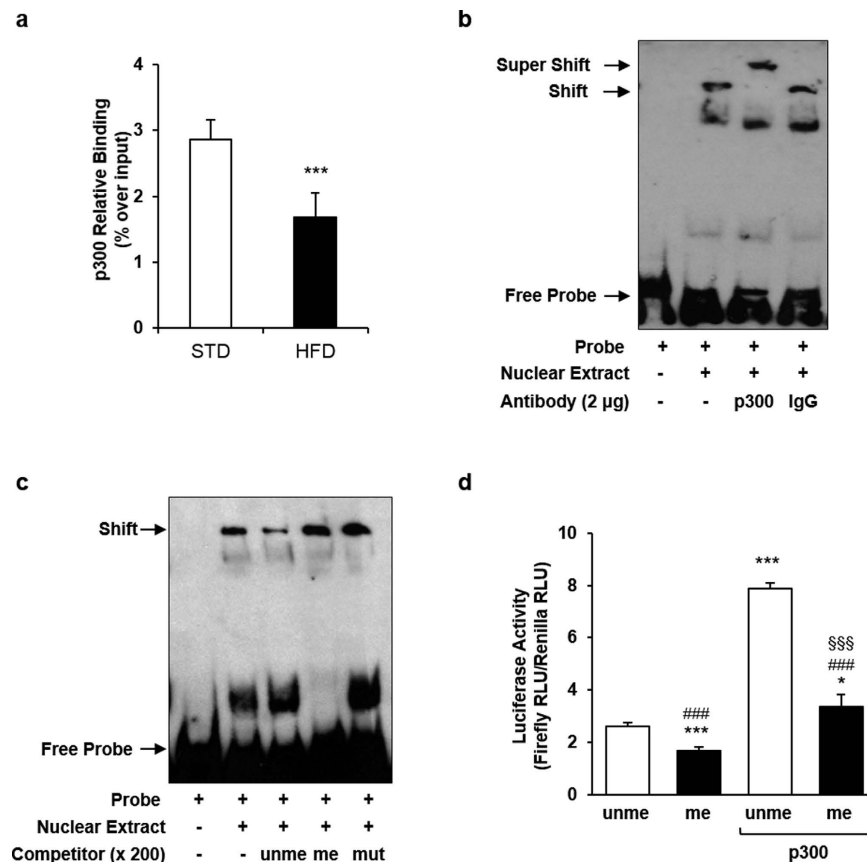 a
p300 Relative Binding
(% over input)
4
3
2
1
0
***
STD HFD
b
Super Shift
Shift
Free Probe
Probe + + + +
Nuclear Extract - + + +
Antibody (2 µg) - - p300 IgG
c
Shift
Free Probe
Probe + + + + +
Nuclear Extract - + + + +
Competitor (x 200) - - unme me mut
d
Luciferase Activity
(Firefly RLU/Renilla RLU)
10
8
6
4
2
0
###
***
***
§§§
###
*
unme me unme me
p300